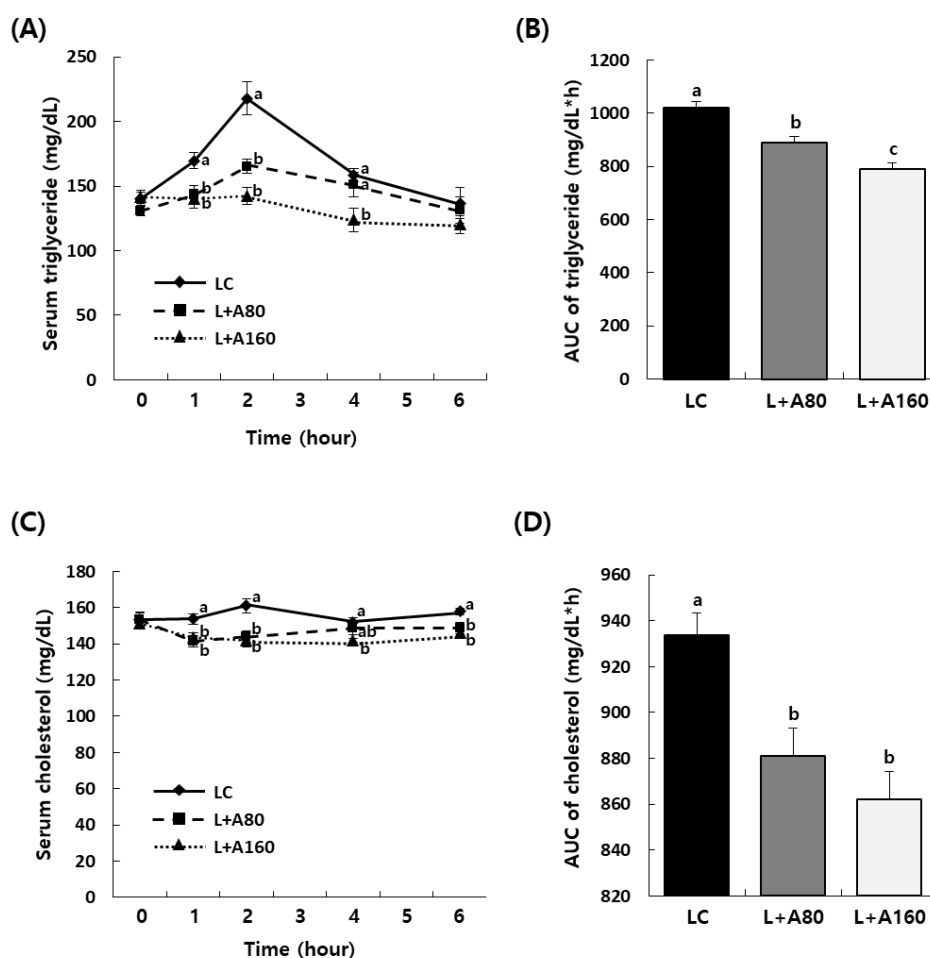 (A)
Serum triglyceride (mg/dL)
250
200
150
100
50
0
a
a
b
a
b
b
a
b
b
LC
L+A80
L+A160
0 1 2 3 4 5 6
Time (hour)
(B)
AUC of triglyceride (mg/dL*h)
1200
1000
800
600
400
200
0
a
b
c
LC L+A80 L+A160
(C)
Serum cholesterol (mg/dL)
180
160
140
120
100
80
60
40
20
0
a
a
a
a
b
b
ab
b
b
b
b
b
LC
L+A80
L+A160
0 1 2 3 4 5 6
Time (hour)
(D)
AUC of cholesterol (mg/dL*h)
960
940
920
900
880
860
840
820
a
b
b
LC L+A80 L+A160